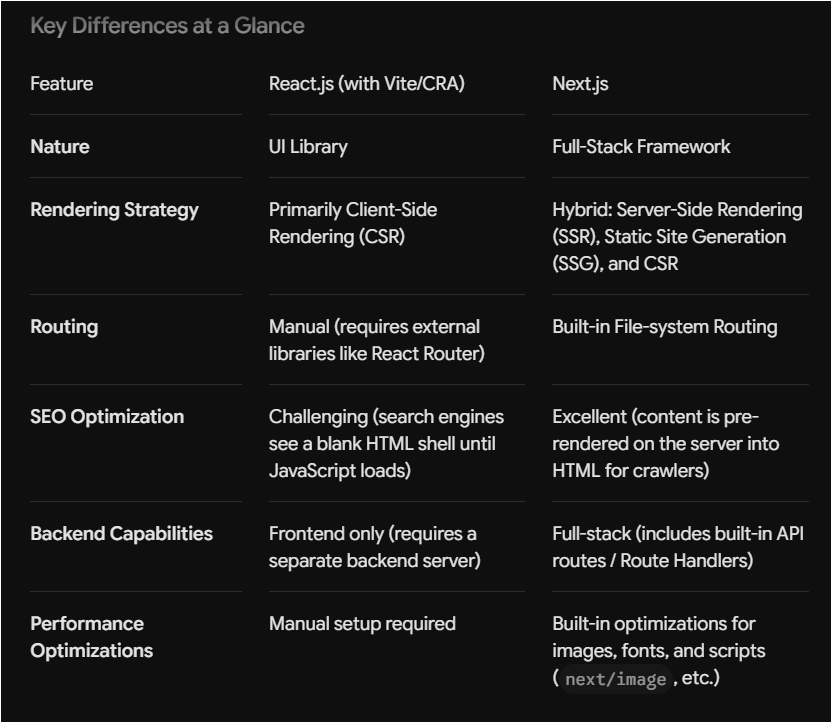 Key Differences at a Glance
Feature
React.js (with Vite/CRA)
Next.js
Nature
UI Library
Full-Stack Framework
Rendering Strategy
Primarily Client-Side
Rendering (CSR)
Hybrid: Server-Side Rendering
(SSR), Static Site Generation
(SSG), and CSR
Routing
Manual (requires external
libraries like React Router)
Built-in File-system Routing
SEO Optimization
Challenging (search engines
see a blank HTML shell until
JavaScript loads)
Excellent (content is pre-
rendered on the server into
HTML for crawlers)
Backend Capabilities
Frontend only (requires a
separate backend server)
Full-stack (includes built-in API
routes / Route Handlers)
Performance
Optimizations
Manual setup required
Built-in optimizations for
images, fonts, and scripts
( next/image , etc.)